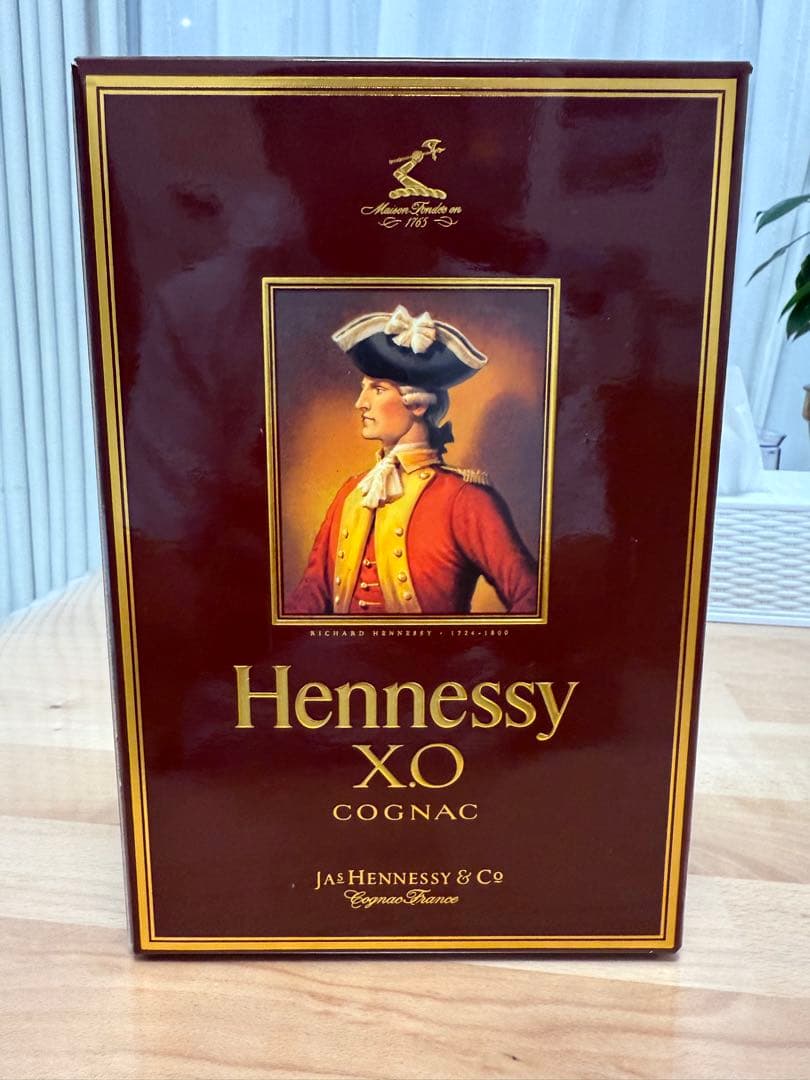 Maison Fondée en
1765
RICHARD HENNESSY · 1724-1800
Hennessy
X.O
COGNAC
JAS HENNESSY & CO
Cognac France